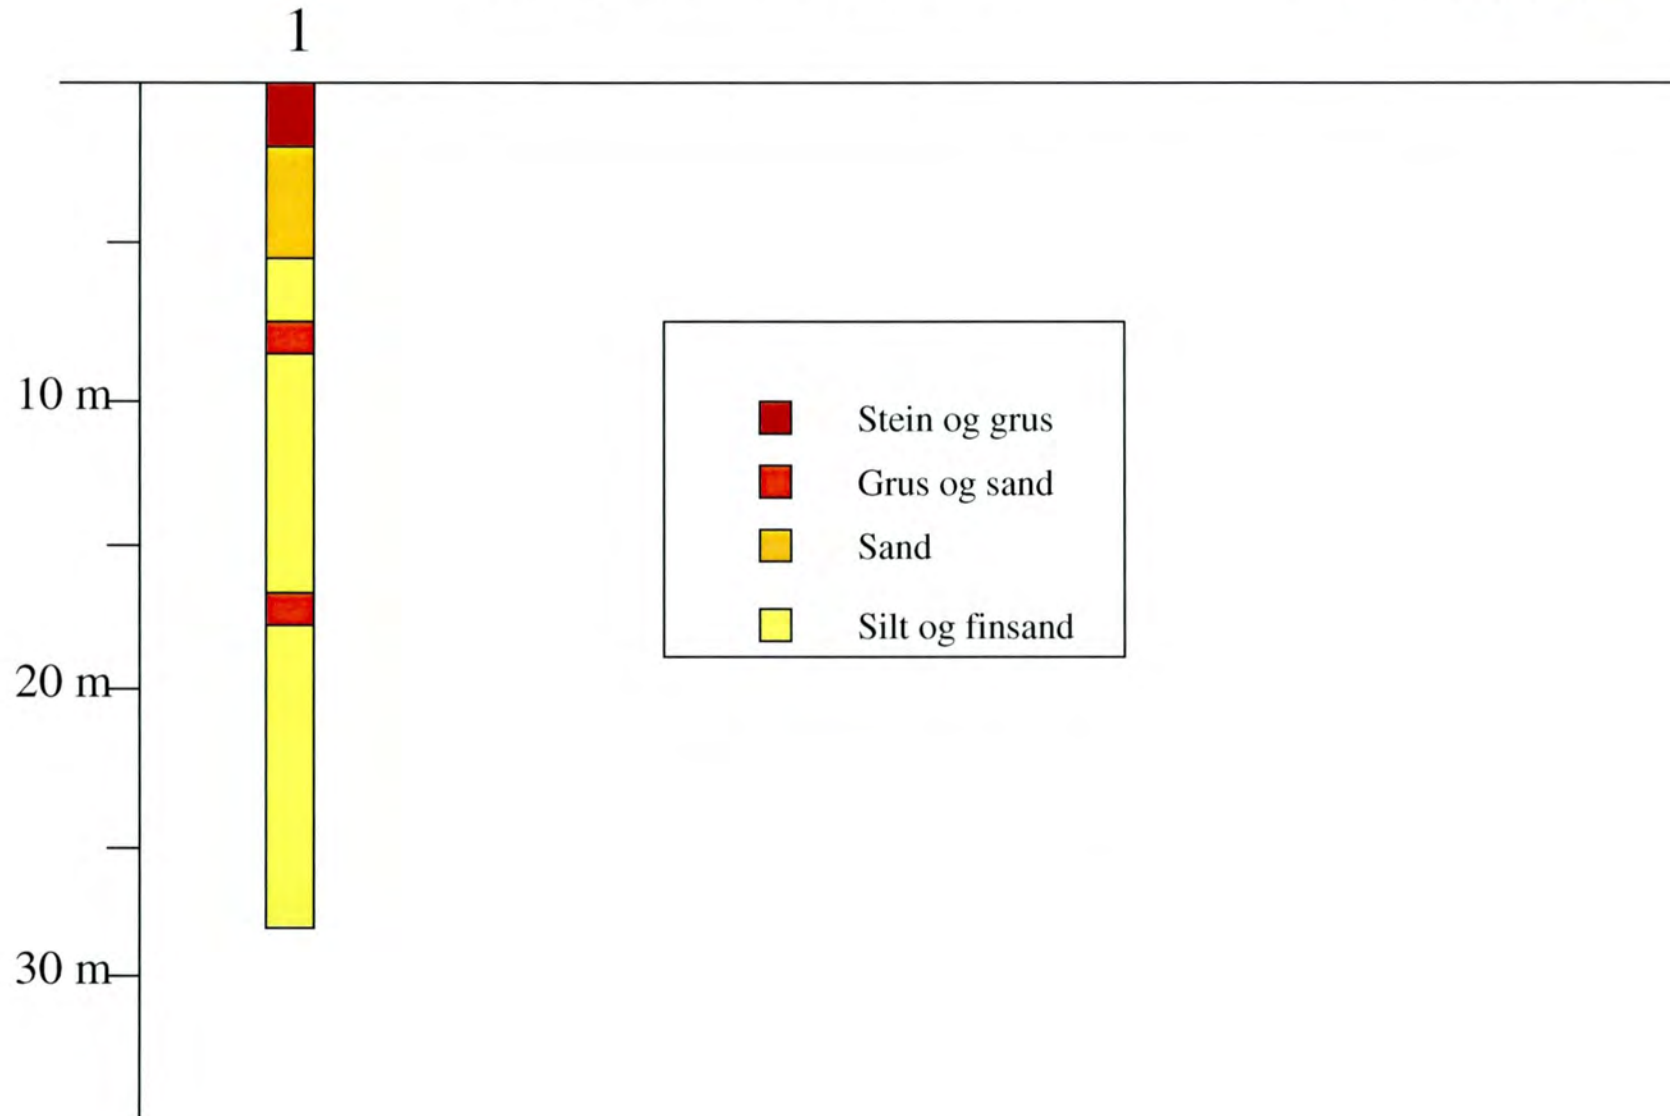 1
10 m
20 m
30 m
Stein og grus
Grus og sand
Sand
Silt og finsand